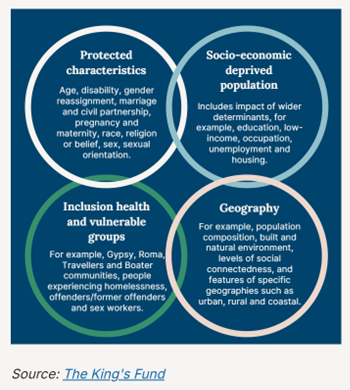 Protected
characteristics
Age, disability, gender
reassignment, marriage
and civil partnership,
pregnancy and
maternity, race, religion
or belief, sex, sexual
orientation.
Socio-economic
deprived
population
Includes impact of wider
determinants, for
example, education, low-
income, occupation,
unemployment and
housing.
Inclusion health
and vulnerable
groups
For example, Gypsy, Roma,
Travellers and Boater
communities, people
experiencing homelessness,
offenders/former offenders
and sex workers.
Geography
For example, population
composition, built and
natural environment,
levels of social
connectedness, and
features of specific
geographies such as
urban, rural and coastal.
Source: The King's Fund